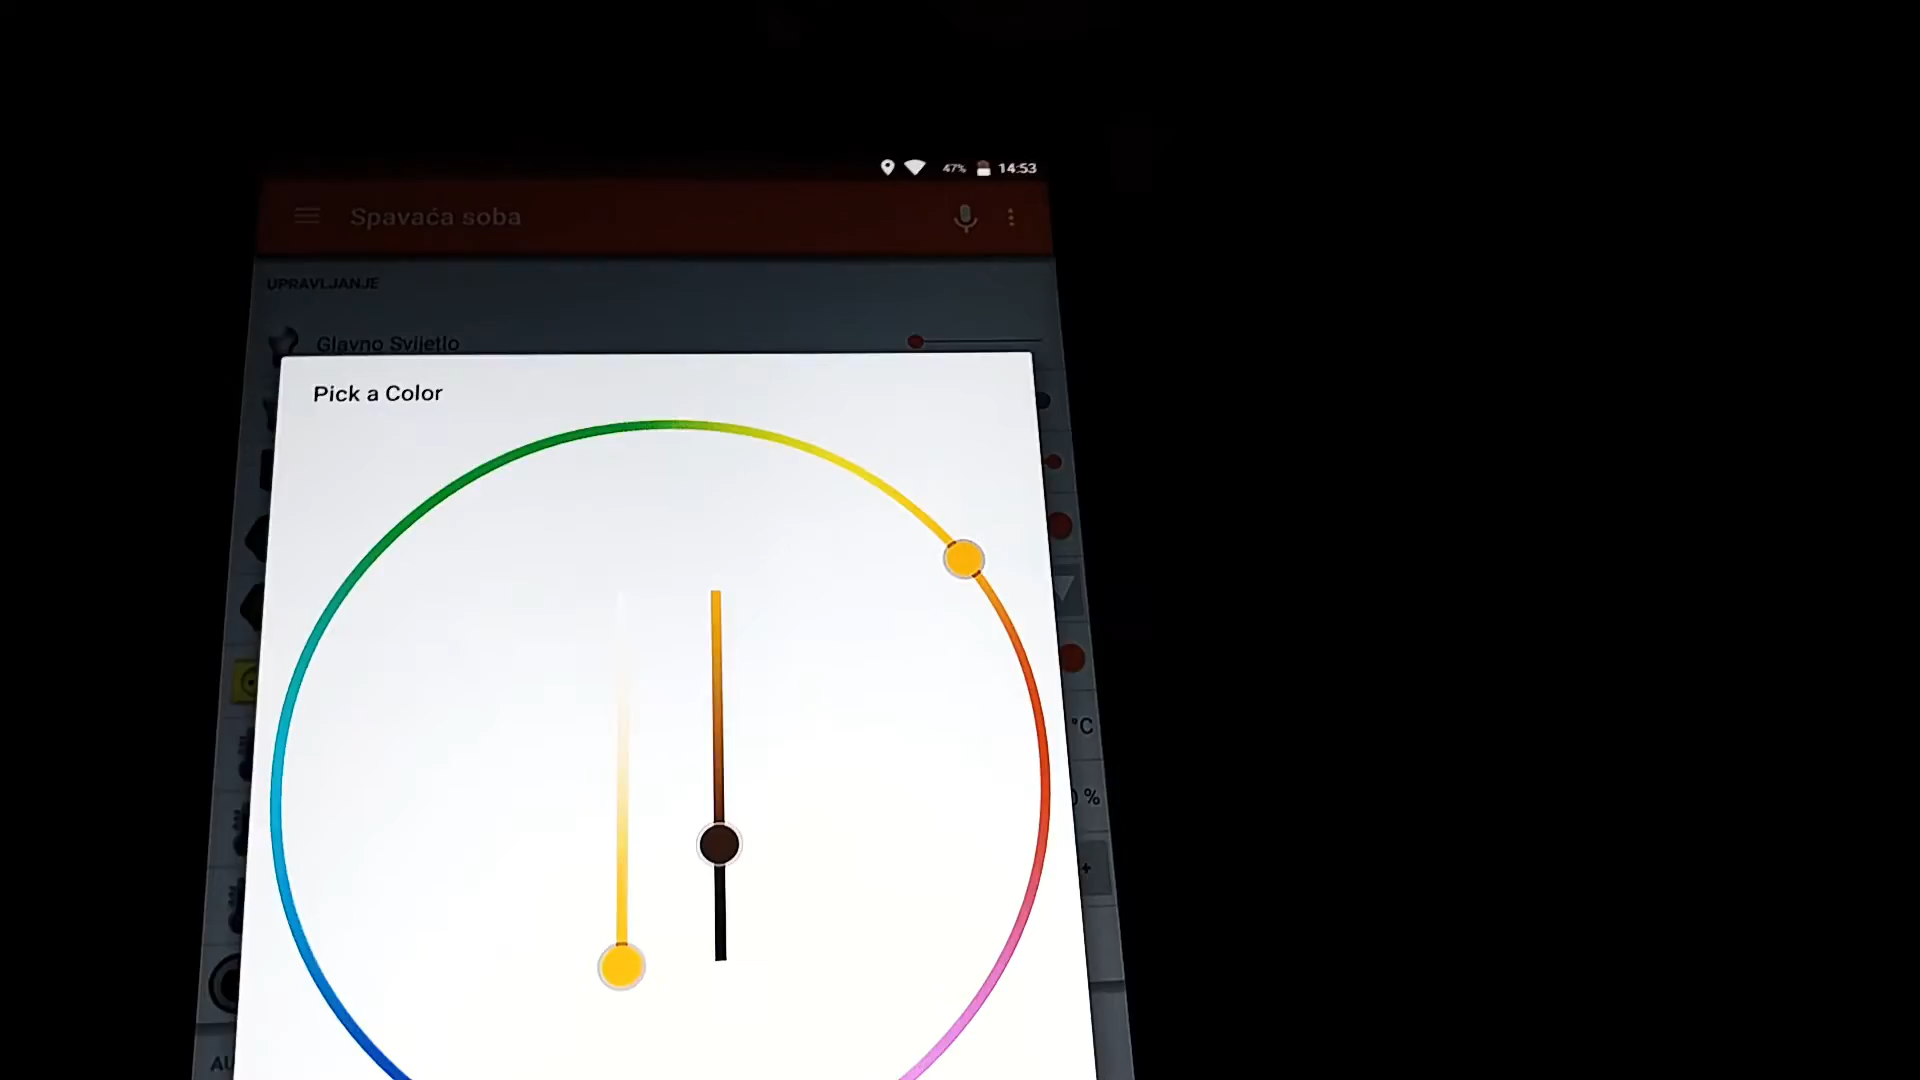 47% 14:53
Spavaća soba
UPRAVLJANJE
Glavno Svijetlo
Pick a Color
°C
%
+